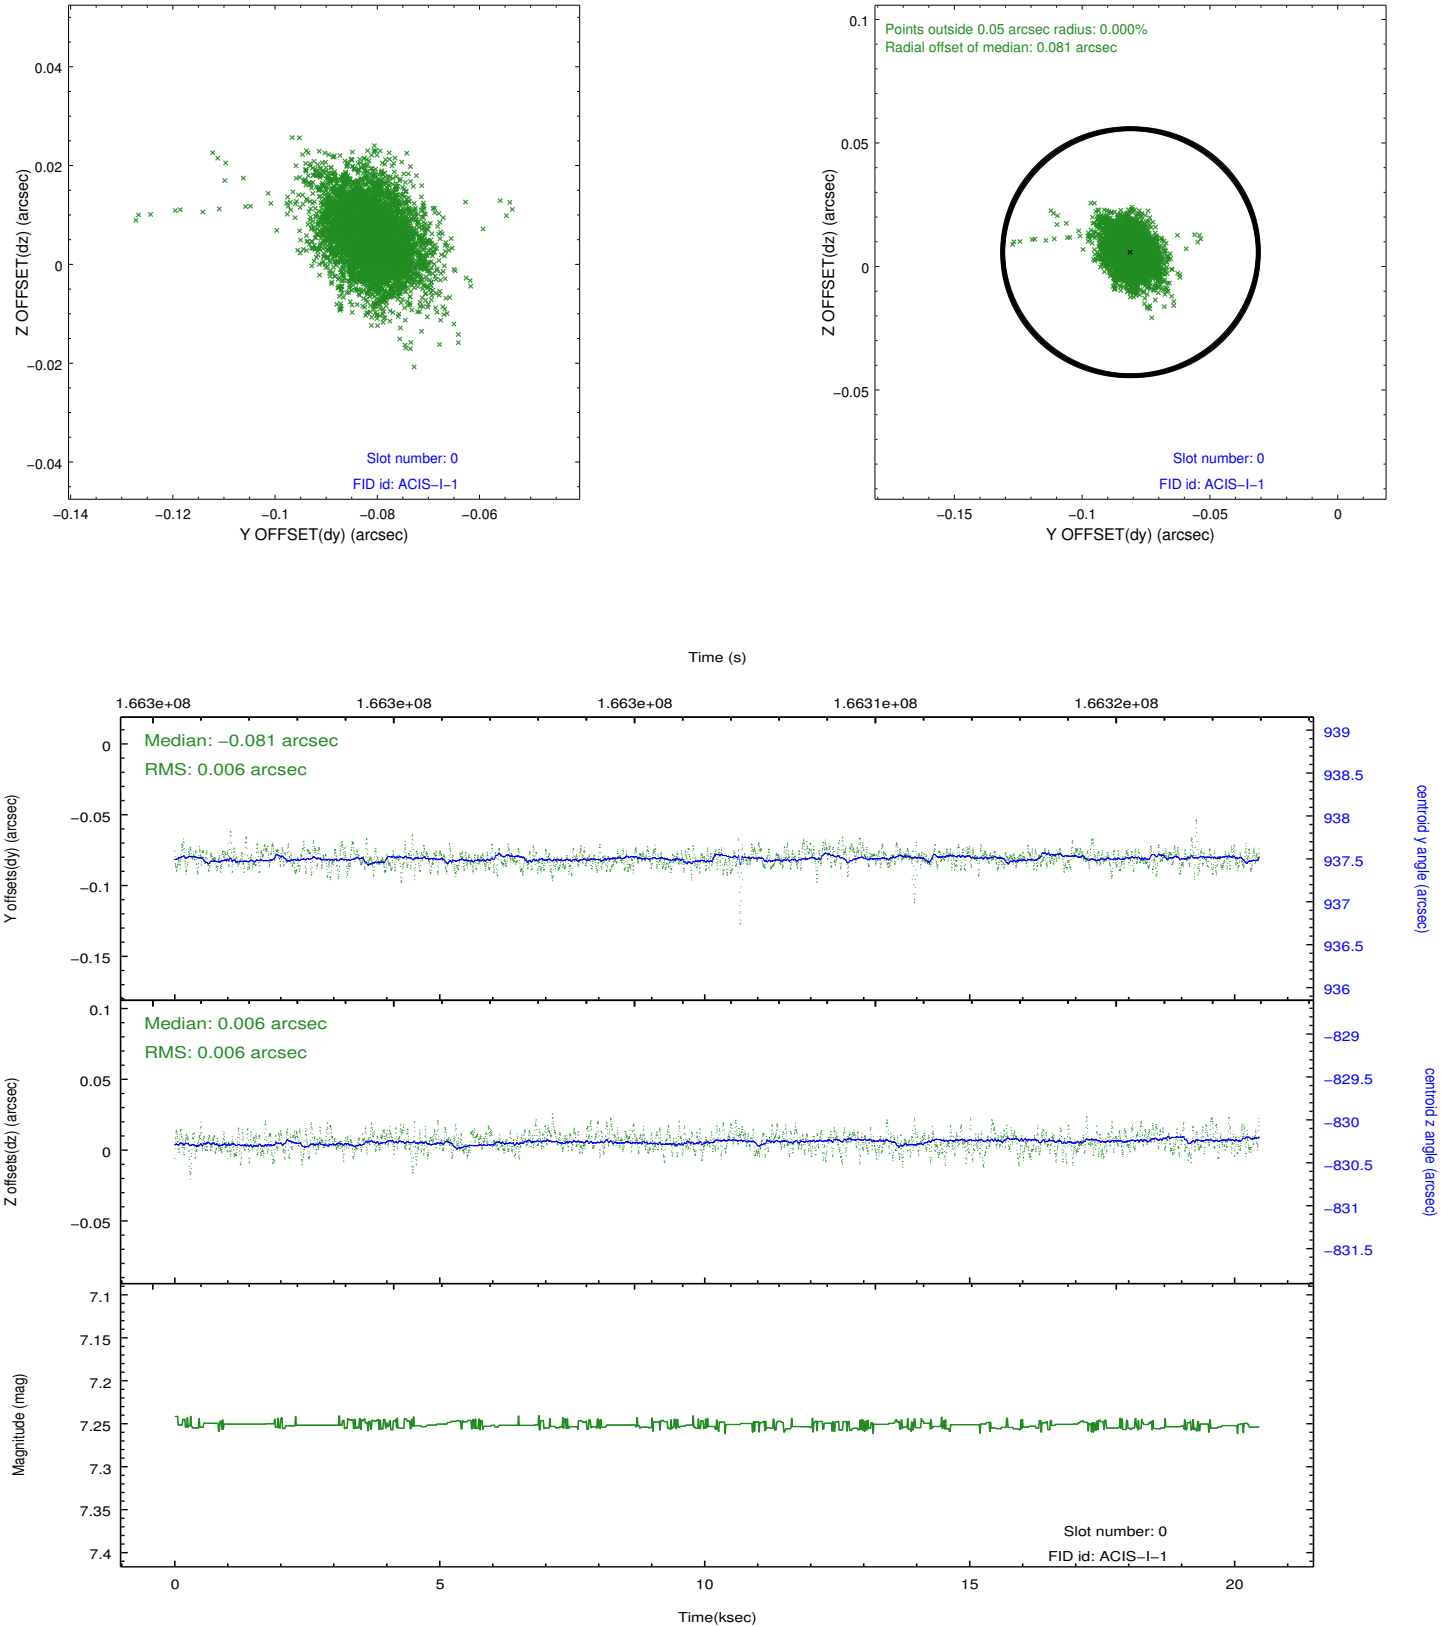 0.04
0.02
0
−0.02
−0.04
Z OFFSET(dz) (arcsec)
Slot number: 0
FID id: ACIS−I−1
−0.14
−0.12
−0.1
−0.08
−0.06
Y OFFSET(dy) (arcsec)
0.1
0.05
0
−0.05
Z OFFSET(dz) (arcsec)
Points outside 0.05 arcsec radius: 0.000%
Radial offset of median: 0.081 arcsec
Slot number: 0
FID id: ACIS−I−1
−0.15
−0.1
−0.05
0
Y OFFSET(dy) (arcsec)
Time (s)
1.663e+08
1.663e+08
1.663e+08
1.6631e+08
1.6632e+08
Median: −0.081 arcsec
RMS: 0.006 arcsec
0
−0.05
−0.1
−0.15
Y offsets(dy) (arcsec)
939
938.5
938
937.5
937
936.5
936
centroid y angle (arcsec)
Median: 0.006 arcsec
RMS: 0.006 arcsec
0.1
0.05
0
−0.05
Z offsets(dz) (arcsec)
−829
−829.5
−830
−830.5
−831
−831.5
centroid z angle (arcsec)
7.1
7.15
7.2
7.25
7.3
7.35
7.4
Magnitude (mag)
Slot number: 0
FID id: ACIS−I−1
0
5
10
15
20
Time(ksec)